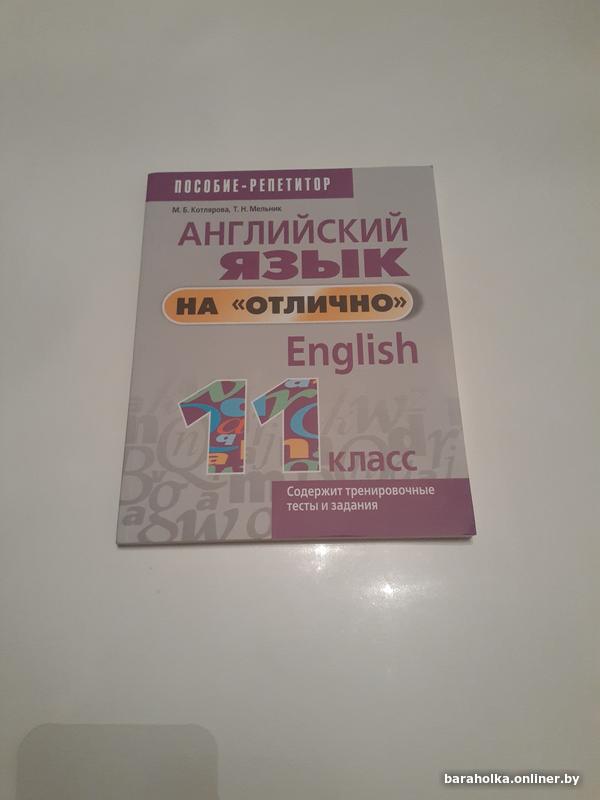 ПОСОБИЕ-РЕПЕТИТОР
М. Б. Котлярова, Т. Н. Мельник
АНГЛИЙСКИЙ
ЯЗЫК
НА «ОТЛИЧНО»
English
11 класс
Содержит тренировочные
тесты и задания
baraholka.onliner.by